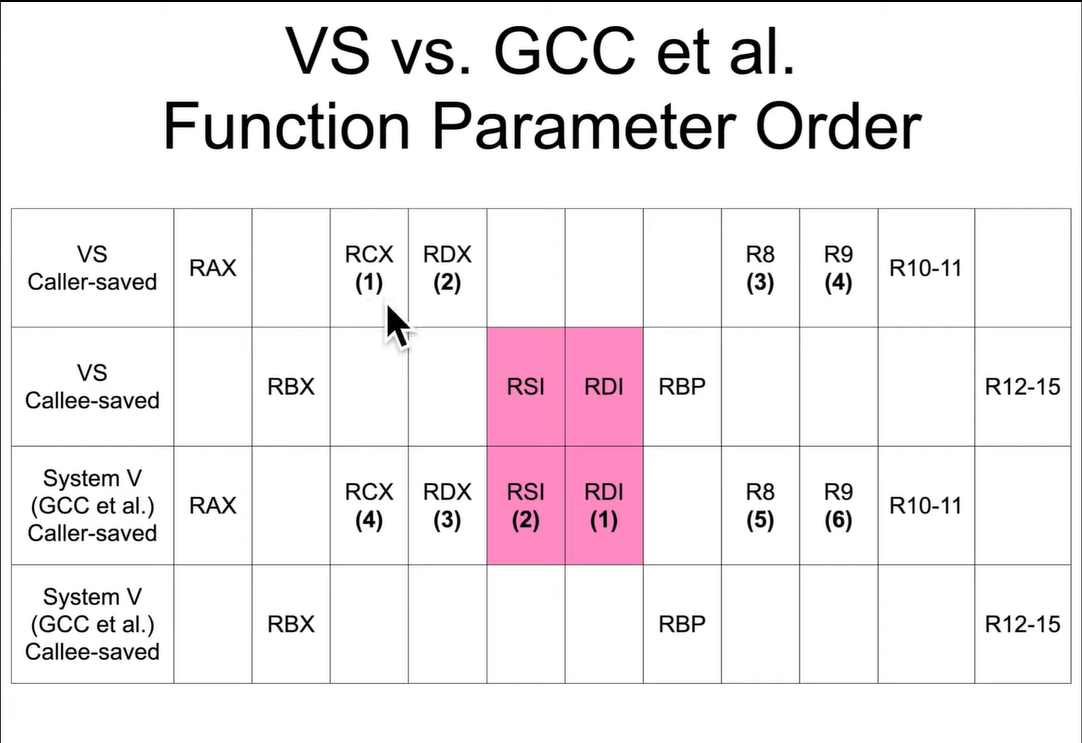 VS vs. GCC et al.
Function Parameter Order
VS
Caller-saved
RAX
RCX
(1)
RDX
(2)
R8
(3)
R9
(4)
R10-11
VS
Callee-saved
RBX
RSI
RDI
RBP
R12-15
System V
(GCC et al.)
Caller-saved
RAX
RCX
(4)
RDX
(3)
RSI
(2)
RDI
(1)
R8
(5)
R9
(6)
R10-11
System V
(GCC et al.)
Callee-saved
RBX
RBP
R12-15